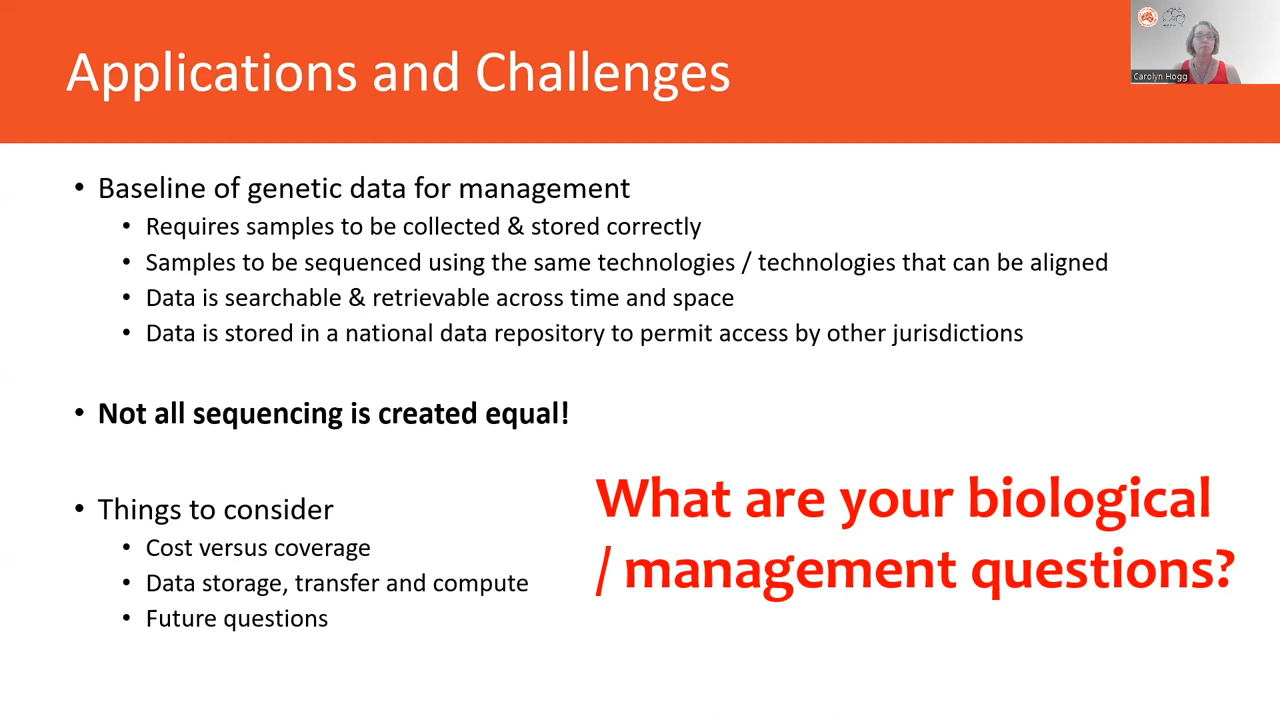 Applications and Challenges
Carolyn Hogg
• Baseline of genetic data for management
• Requires samples to be collected & stored correctly
• Samples to be sequenced using the same technologies / technologies that can be aligned
• Data is searchable & retrievable across time and space
• Data is stored in a national data repository to permit access by other jurisdictions
• Not all sequencing is created equal!
• Things to consider
• Cost versus coverage
• Data storage, transfer and compute
• Future questions
What are your biological
/ management questions?